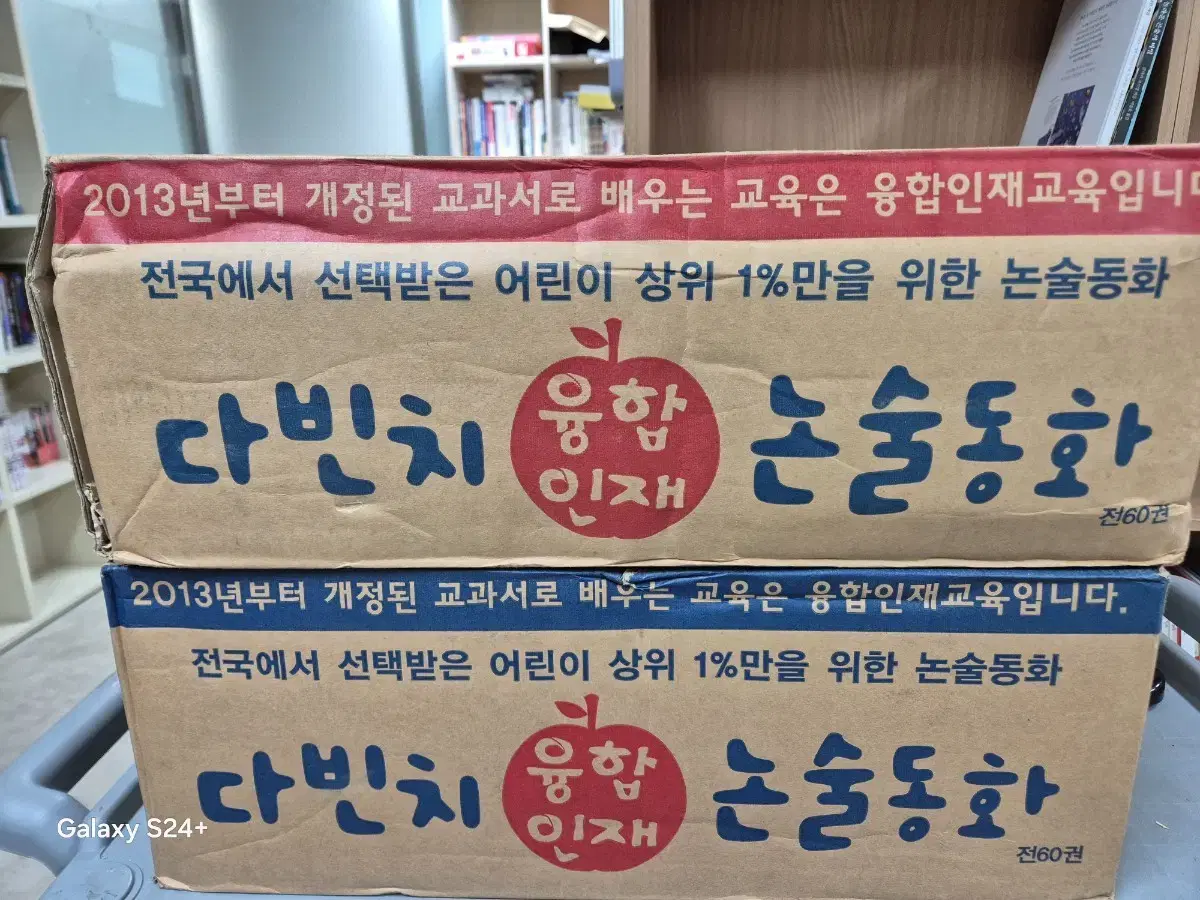 2013년부터 개정된 교과서로 배우는 교육은 융합인재교육입니
전국에서 선택받은 어린이 상위 1%만을 위한 논술동화
다빈치 융합인재 논술동화
전60권
2013년부터 개정된 교과서로 배우는 교육은 융합인재교육입니다.
전국에서 선택받은 어린이 상위 1%만을 위한 논술동화
다빈치 융합인재 논술동화
전60권
Galaxy S24+